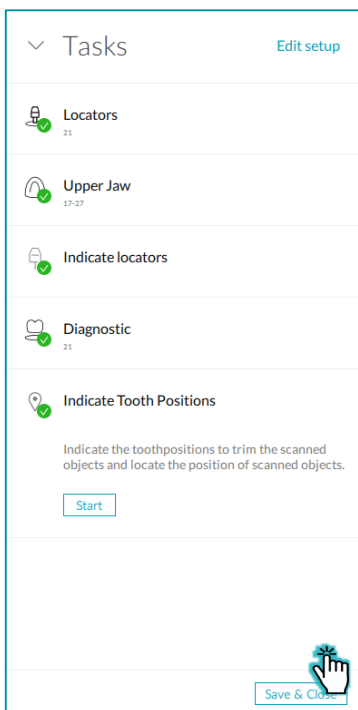 Tasks
Edit setup
Locators
21
Upper Jaw
17-27
Indicate locators
Diagnostic
21
Indicate Tooth Positions
Indicate the toothpositions to trim the scanned
objects and locate the position of scanned objects.
Start
Save & Close